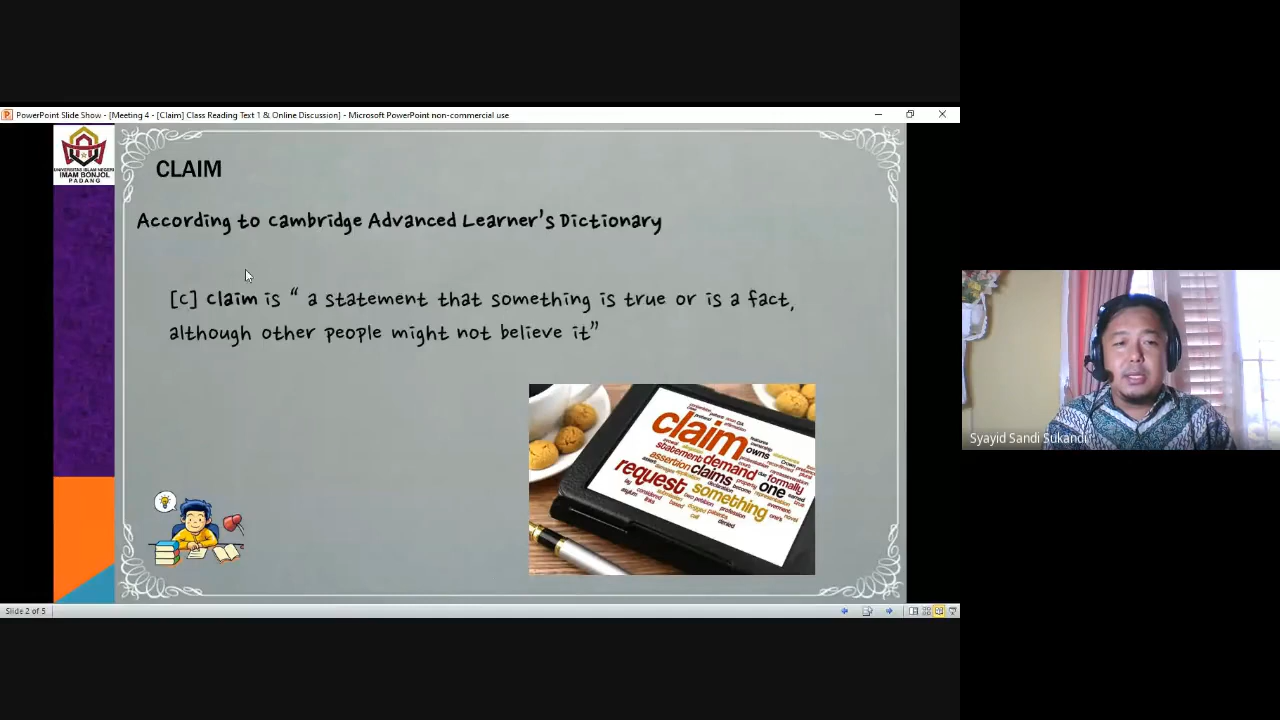 PowerPoint Slide Show - [Meeting 4 - [Claim] Class Reading Text 1 & Online Discussion] - Microsoft PowerPoint non-commercial use
UNIVERSITAS ISLAM NEGERI
IMAM BONJOL
PADANG
CLAIM
According to Cambridge Advanced Learner's Dictionary
[C] Claim is “ a statement that something is true or is a fact,
although other people might not believe it”
claim
owns
statement demand
formally
assertion claims one
request something
denied
Syayid Sandi Sukandi
Slide 2 of 5